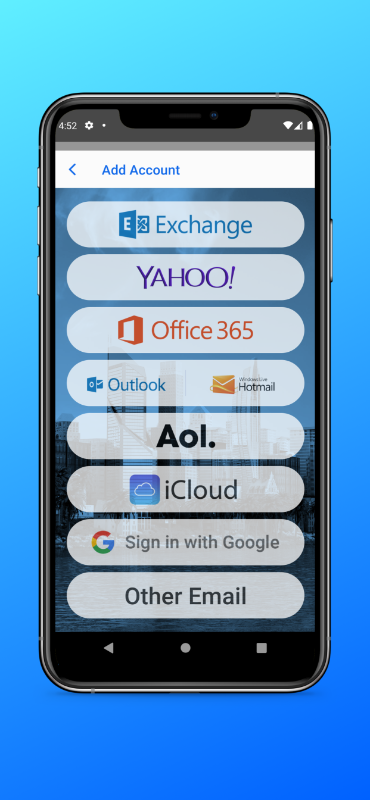 4:52
Add Account
E X Exchange
YAHOO!
Office 365
o Outlook
Windows Live
Hotmail
Aol.
iCloud
G Sign in with Google
Other Email